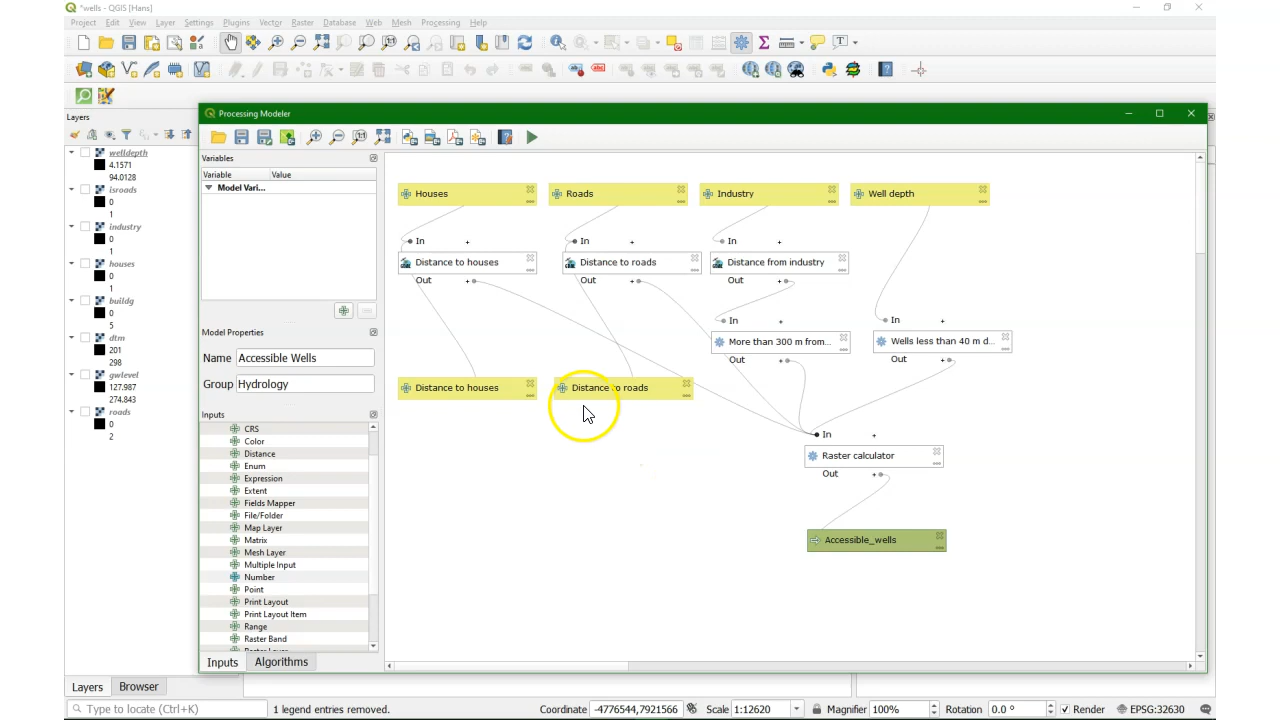 *wells - QGIS [Hans]
Project Edit View Layer Settings Plugins Vector Raster Database Web Mesh Processing Help
Processing Modeler
Layers
welldepth
4.1571
94.0128
isroads
0
1
industry
0
1
houses
0
1
buildg
0
5
dtm
201
298
gwlevel
127.987
274.843
roads
0
2
Variables
Variable Value
Model Vari...
Model Properties
Name Accessible Wells
Group Hydrology
Inputs
CRS
Color
Distance
Enum
Expression
Extent
Fields Mapper
File/Folder
Map Layer
Matrix
Mesh Layer
Multiple Input
Number
Point
Print Layout
Print Layout Item
Range
Raster Band
Inputs Algorithms
Houses Roads Industry Well depth
In In In
Distance to houses Distance to roads Distance from industry
Out Out Out
In In
More than 300 m from... Wells less than 40 m d...
Out Out
Distance to houses Distance to roads
In
Raster calculator
Out
Accessible_wells
Layers Browser
Type to locate (Ctrl+K) 1 legend entries removed. Coordinate -4776544,7921566 Scale 1:12620 Magnifier 100% Rotation 0.0 ° Render EPSG:32630